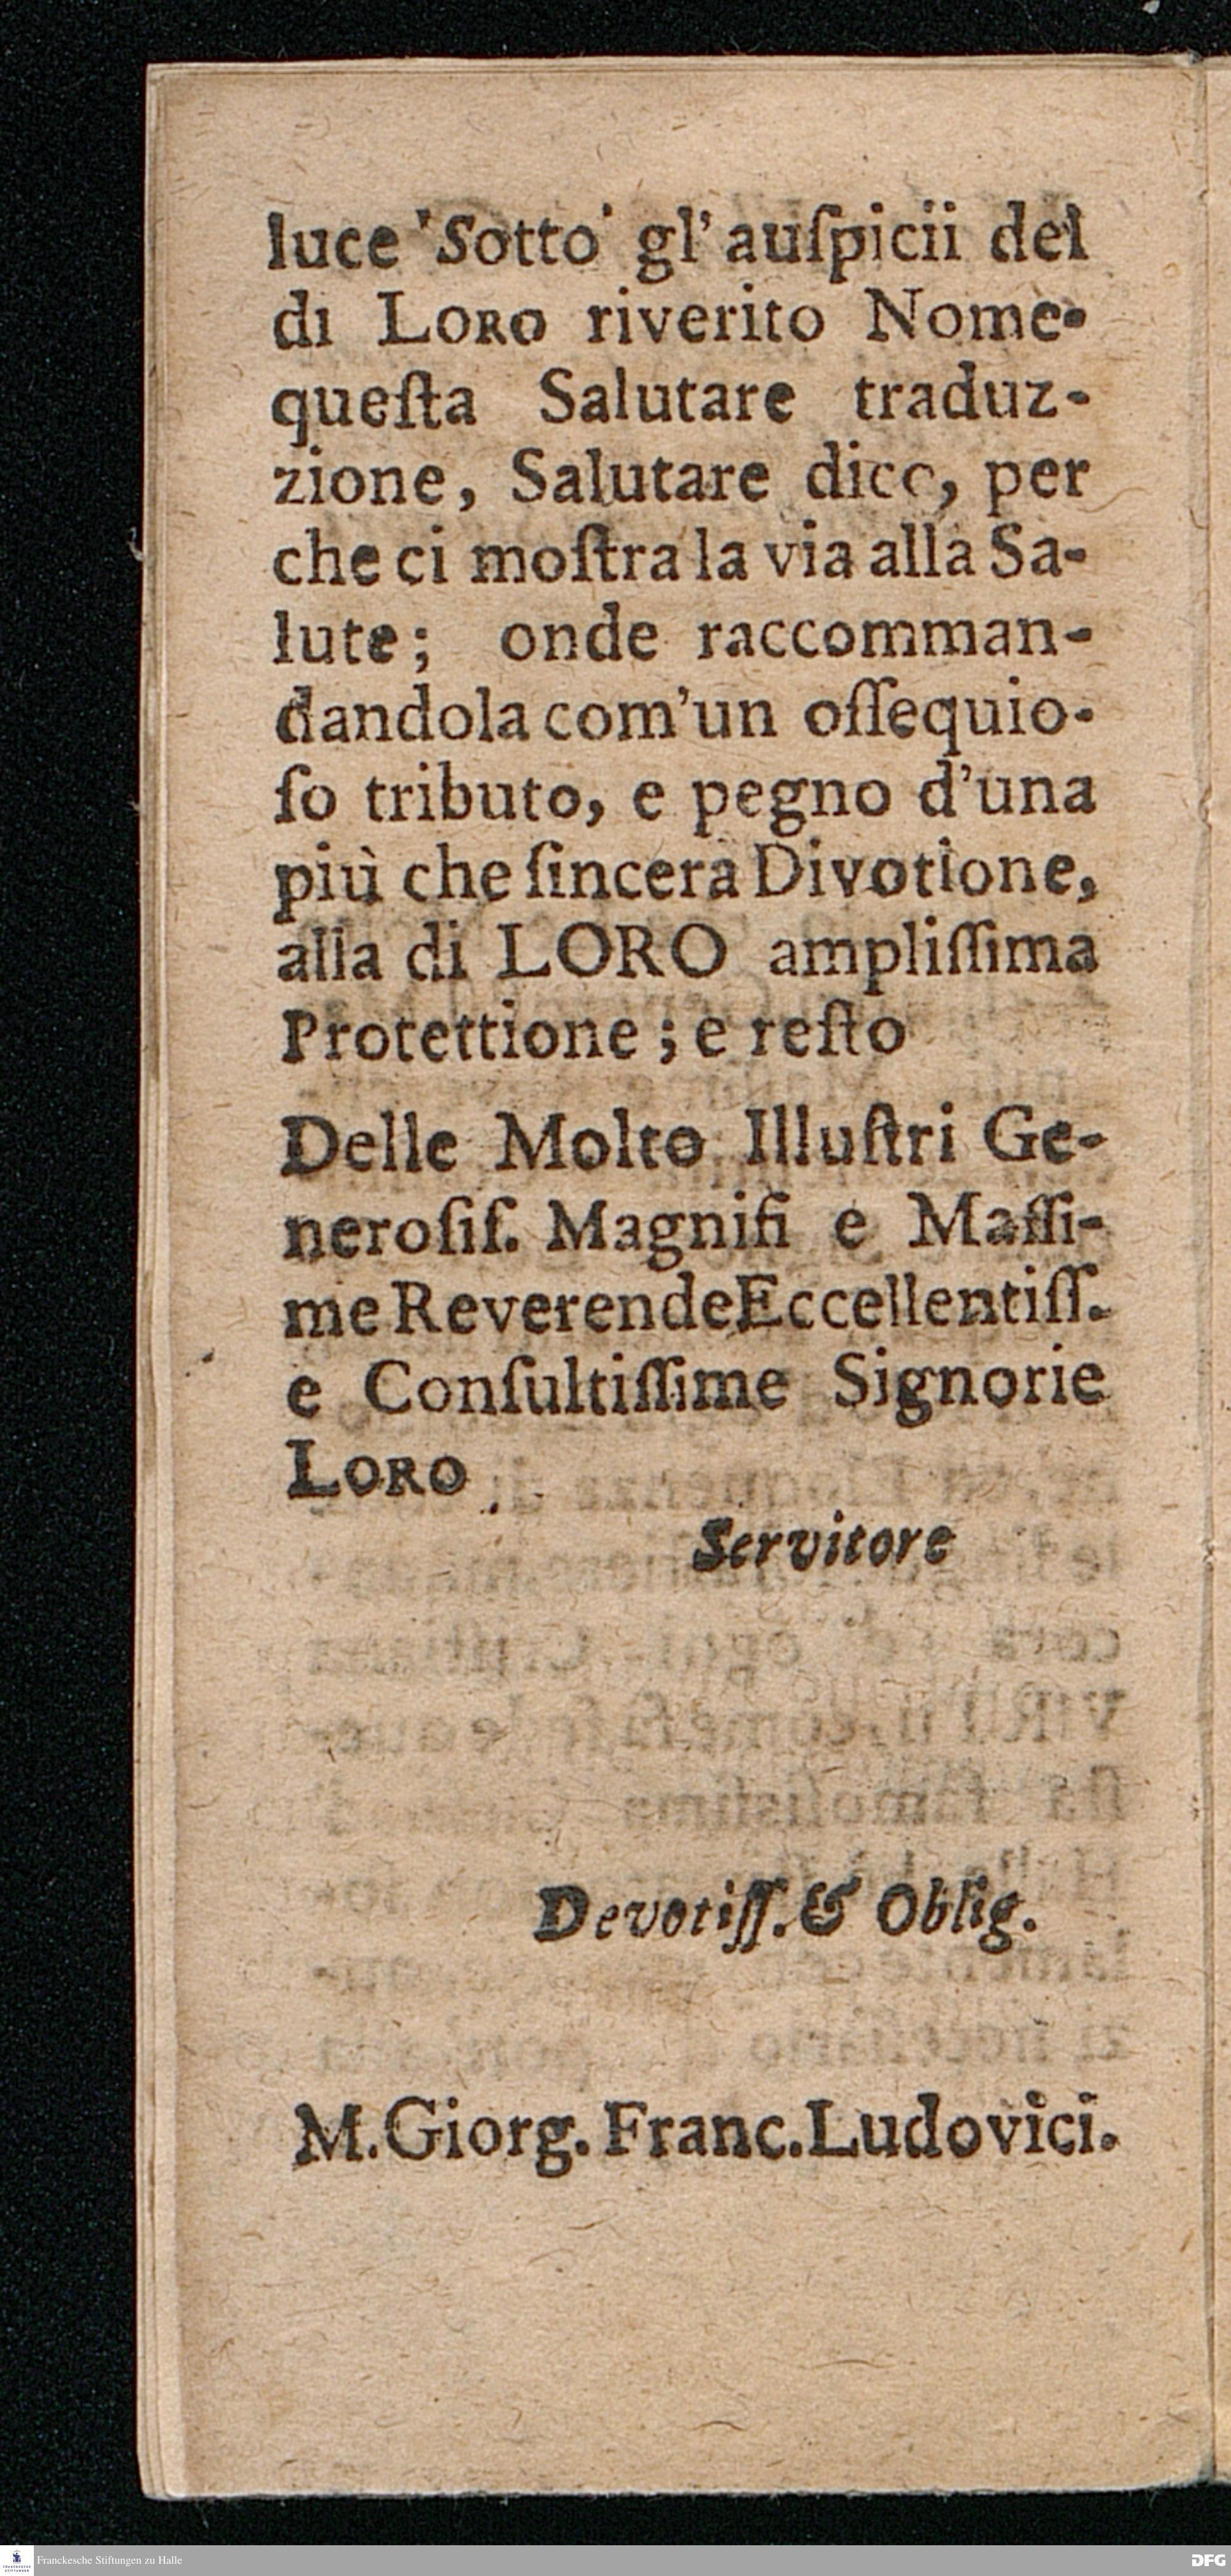 luce 'Sotto' gl' auſpicii del
di LORO riverito Nome-
queſta Salutare traduz-
zione, Salutare dico, per
che ci moſtra la via alla Sa-
lute; onde raccomman-
dandola com'un oſſequio-
ſo tributo, e pegno d'una
più che ſincera Divotione,
alla di LORO ampliſſima
Protettione; e reſto
Delle Molto Illuſtri Ge-
neroſiſ. Magnifi e Maſſi-
me Reverende Eccellentiſſ.
e Conſultiſſime Signorie
LORO
Servitore
Devotiſſ. & Oblig.
M. Giorg. Franc. Ludovici.
Franckesche Stiftungen zu Halle
DFG